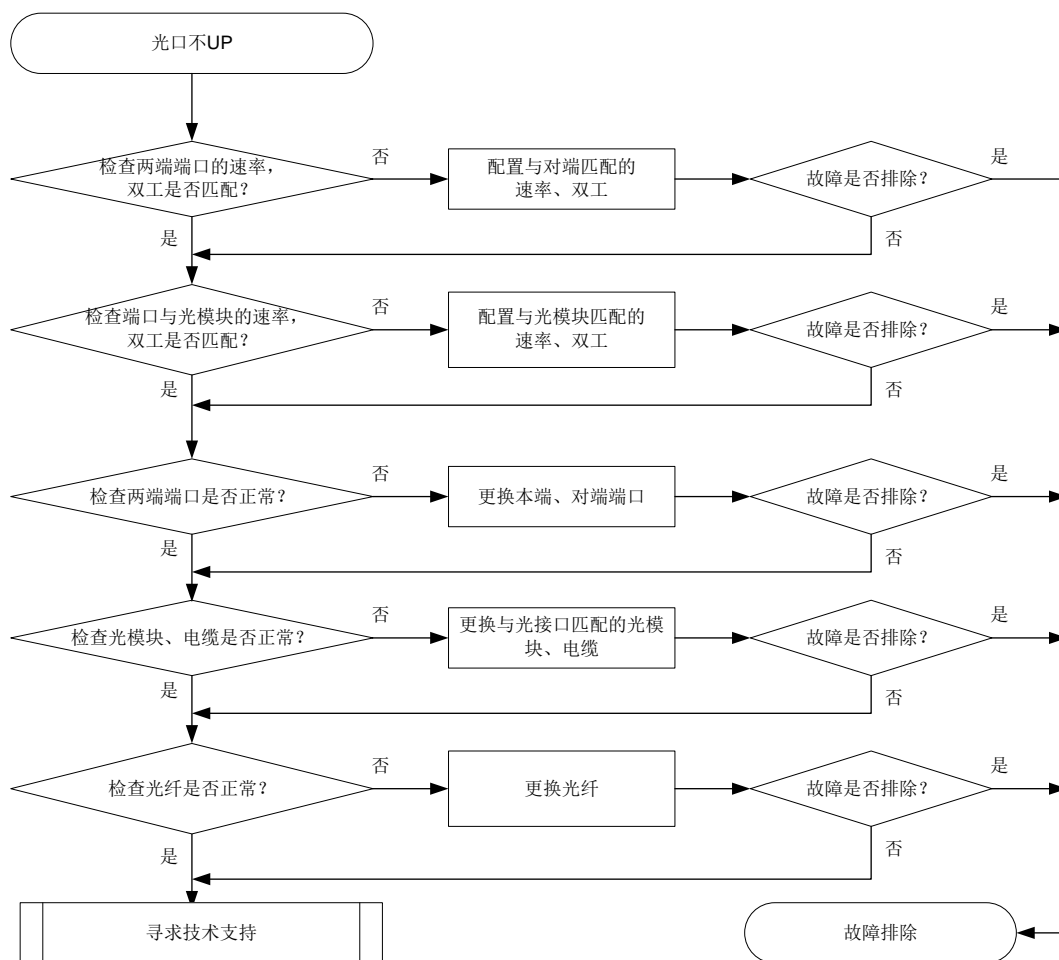 光口不UP
检查两端端口的速率，
双工是否匹配？
否
配置与对端匹配的
速率、双工
故障是否排除？
是
是
否
检查端口与光模块的速率，
双工是否匹配？
否
配置与光模块匹配的
速率、双工
故障是否排除？
是
是
否
检查两端端口是否正常？
否
更换本端、对端端口
故障是否排除？
是
是
否
检查光模块、电缆是否正常？
否
更换与光接口匹配的光模
块、电缆
故障是否排除？
是
是
否
检查光纤是否正常？
否
更换光纤
故障是否排除？
是
是
否
寻求技术支持
故障排除